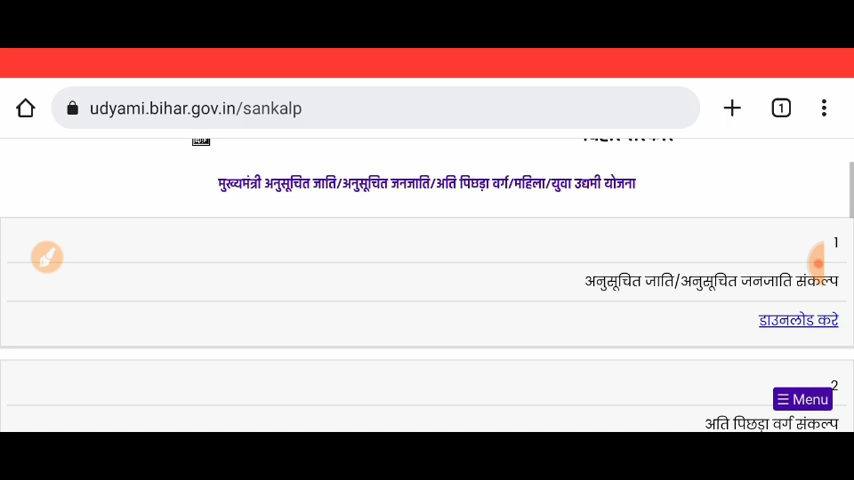 udyami.bihar.gov.in/sankalp
1
मुख्यमंत्री अनुसूचित जाति/अनुसूचित जनजाति/अति पिछड़ा वर्ग/महिला/युवा उद्यमी योजना
1
अनुसूचित जाति/अनुसूचित जनजाति संकल्प
डाउनलोड करे
2
☰ Menu
अति पिछड़ा वर्ग संकल्प